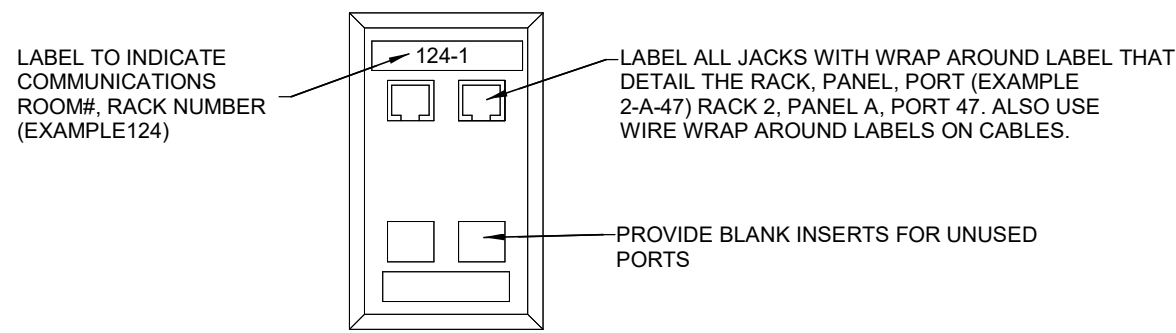 LABEL TO INDICATE
COMMUNICATIONS
ROOM#, RACK NUMBER
(EXAMPLE124)
124-1
LABEL ALL JACKS WITH WRAP AROUND LABEL THAT
DETAIL THE RACK, PANEL, PORT (EXAMPLE
2-A-47) RACK 2, PANEL A, PORT 47. ALSO USE
WIRE WRAP AROUND LABELS ON CABLES.
PROVIDE BLANK INSERTS FOR UNUSED
PORTS